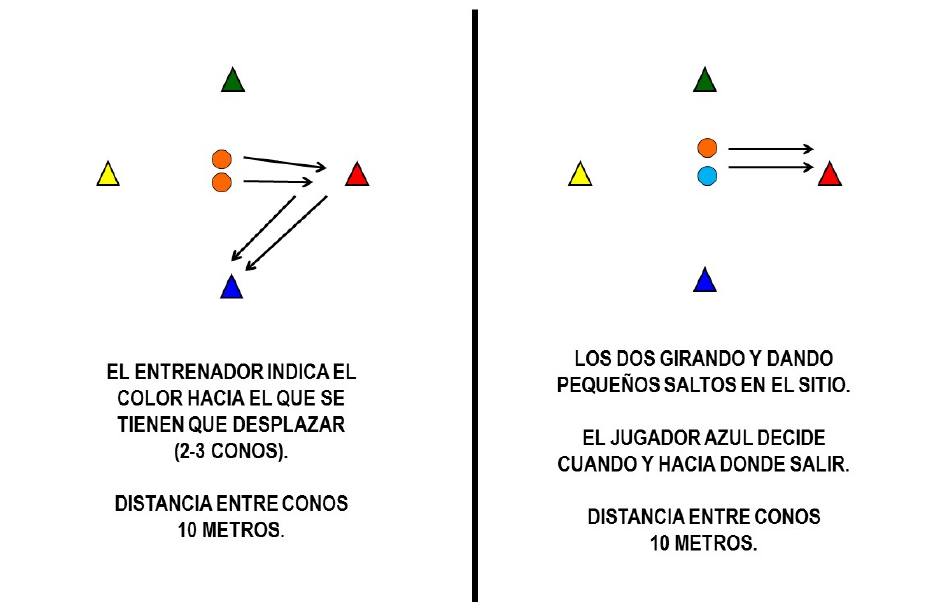 EL ENTRENADOR INDICA EL
COLOR HACIA EL QUE SE
TIENEN QUE DESPLAZAR
(2-3 CONOS).
DISTANCIA ENTRE CONOS
10 METROS.
LOS DOS GIRANDO Y DANDO
PEQUEÑOS SALTOS EN EL SITIO.
EL JUGADOR AZUL DECIDE
CUANDO Y HACIA DONDE SALIR.
DISTANCIA ENTRE CONOS
10 METROS.